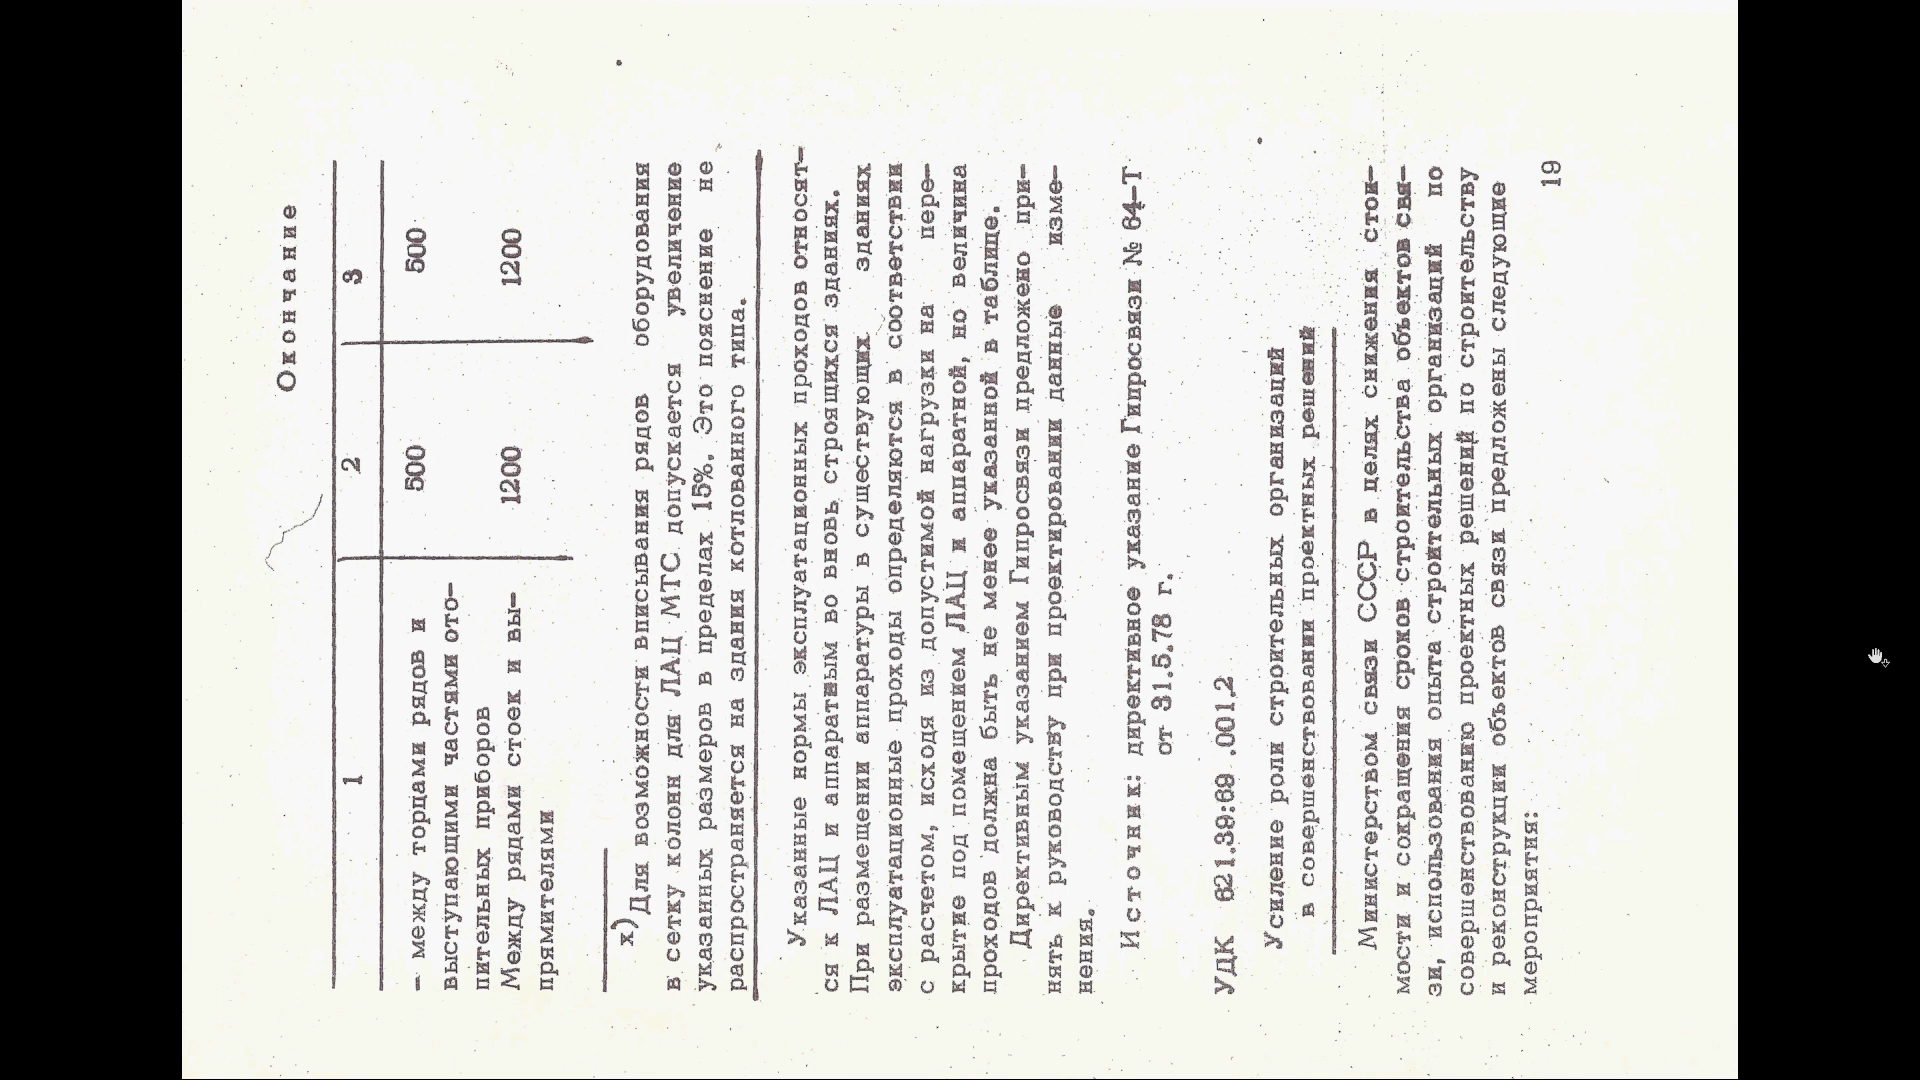 Окончание
1 2 3
– между торцами рядов и 500 500
выступающими частями ото-
пительных приборов
Между рядами стоек и вы- 1200 1200
прямителями
х) Для возможности вписывания рядов оборудования
в сетку колонн для ЛАЦ МТС допускается увеличение
указанных размеров в пределах 15%. Это пояснение не
распространяется на здания котлованного типа.
Указанные нормы эксплуатационных проходов относят-
ся к ЛАЦ и аппаратным во вновь строящихся зданиях.
При размещении аппаратуры в существующих зданиях
эксплуатационные проходы определяются в соответствии
с расчетом, исходя из допустимой нагрузки на пере-
крытие под помещением ЛАЦ и аппаратной, но величина
проходов должна быть не менее указанной в таблице.
Директивным указанием Гипросвязи предложено при-
нять к руководству при проектировании данные изме-
нения.
Источник: директивное указание Гипросвязи № 64-Т
от 31.5.78 г.
УДК 621.39:69 .001.2
Усиление роли строительных организаций
в совершенствовании проектных решений
Министерством связи СССР в целях снижения стои-
мости и сокращения сроков строительства объектов свя-
зи, использования опыта строительных организаций по
совершенствованию проектных решений по строительству
и реконструкции объектов связи предложены следующие
мероприятия:
19